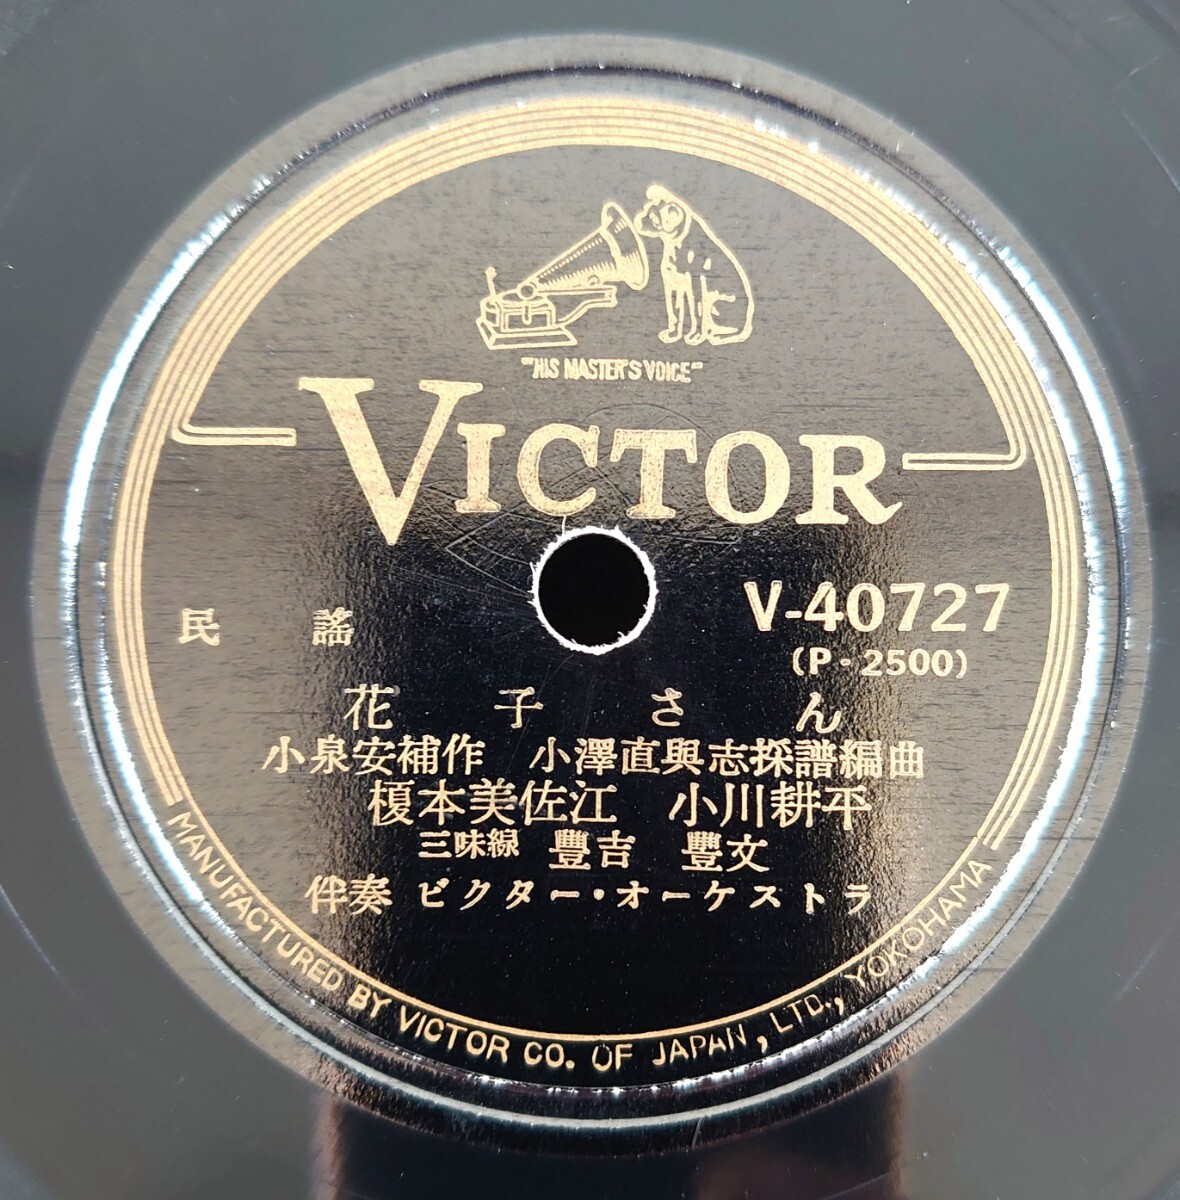 "HIS MASTER'S VOICE"
VICTOR
V-40727
(P-2500)
民謠
花子さん
小泉安補作 小澤直與志採譜編曲
榎本美佐江 小川耕平
三味線 豐吉 豐文
伴奏 ビクター・オーケストラ
MANUFACTURED BY VICTOR CO. OF JAPAN, LTD., YOKOHAMA